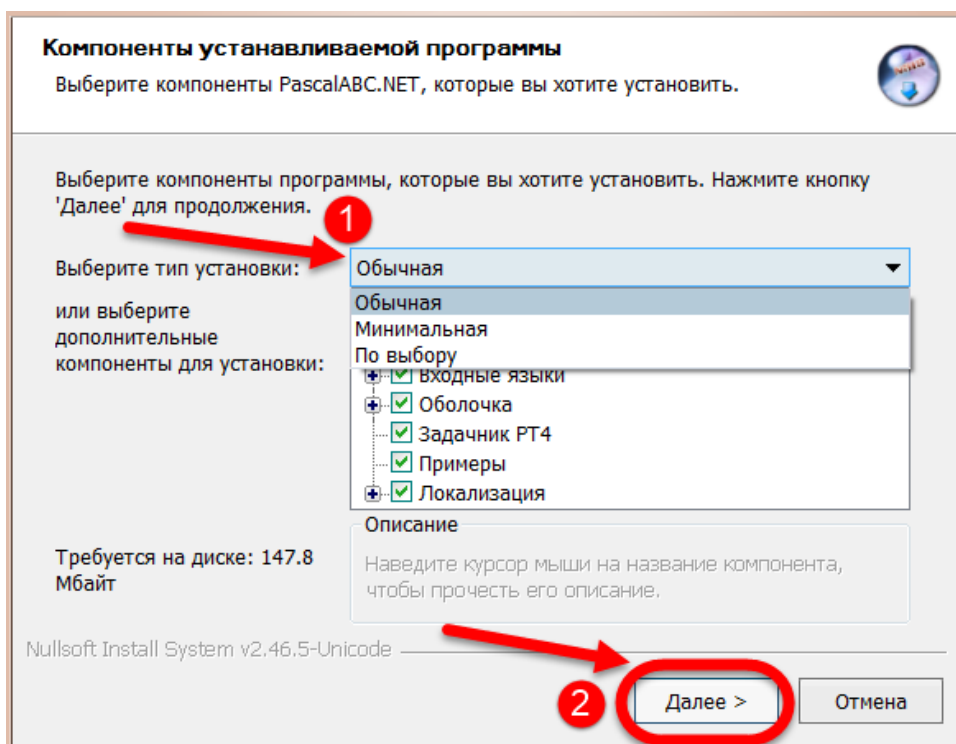 Компоненты устанавливаемой программы
Выберите компоненты PascalABC.NET, которые вы хотите установить.
Выберите компоненты программы, которые вы хотите установить. Нажмите кнопку
'Далее' для продолжения.
1
Выберите тип установки:
Обычная
или выберите
дополнительные
компоненты для установки:
Обычная
Минимальная
По выбору
Входные языки
Оболочка
Задачник PT4
Примеры
Локализация
Требуется на диске: 147.8
Мбайт
Описание
Наведите курсор мыши на название компонента,
чтобы прочесть его описание.
Nullsoft Install System v2.46.5-Unicode
2
Далее >
Отмена